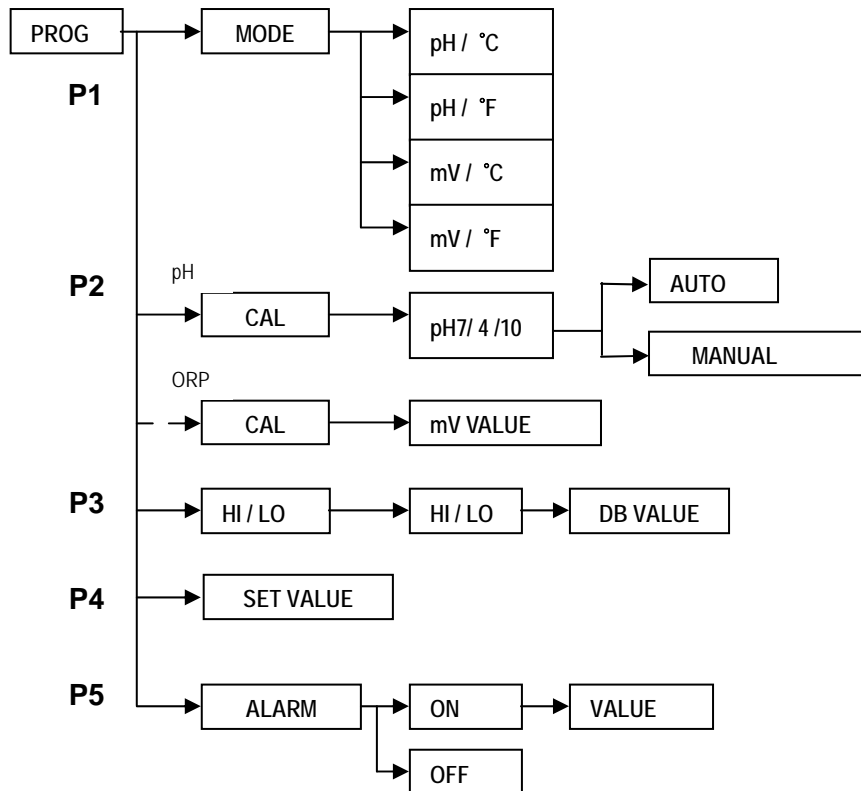 PROG
MODE
pH / °C
P1
pH / °F
mV / °C
mV / °F
P2
pH
AUTO
CAL
pH7/ 4 /10
MANUAL
ORP
CAL
mV VALUE
P3
HI / LO
HI / LO
DB VALUE
P4
SET VALUE
P5
ALARM
ON
VALUE
OFF